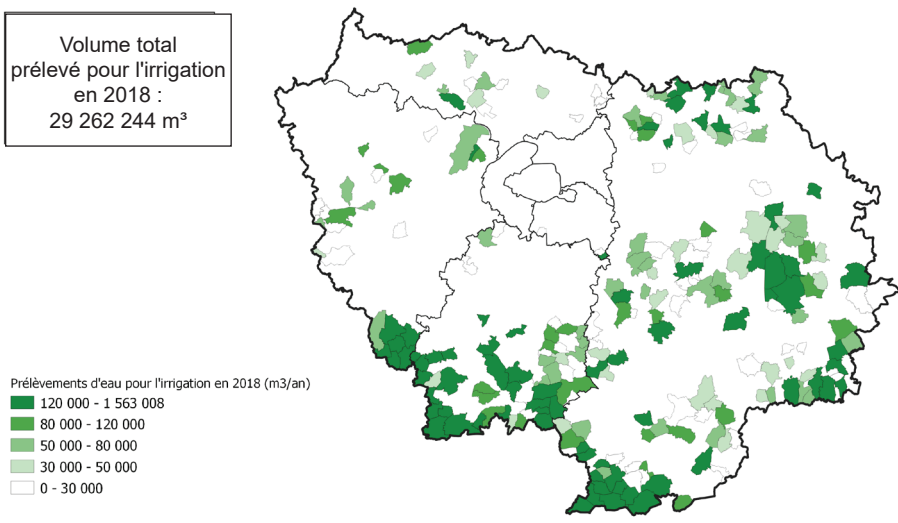 Volume total
prélevé pour l'irrigation
en 2018 :
29 262 244 m³
Prélèvements d'eau pour l'irrigation en 2018 (m3/an)
120 000 - 1 563 008
80 000 - 120 000
50 000 - 80 000
30 000 - 50 000
0 - 30 000